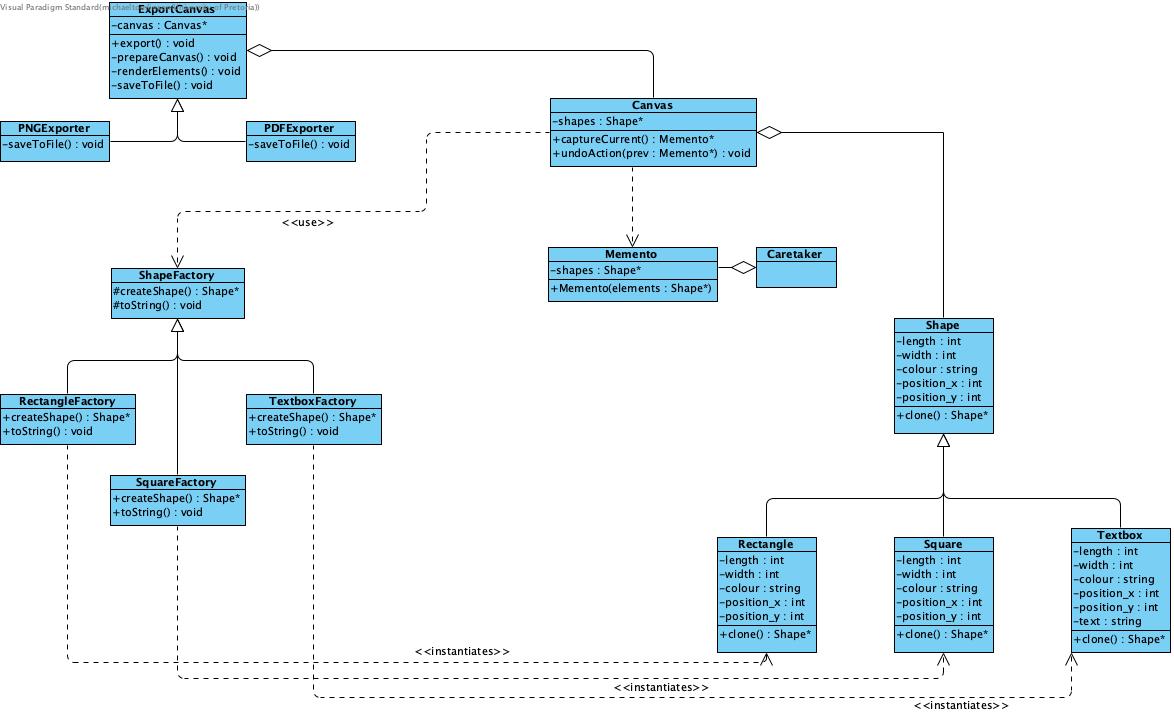 Visual Paradigm Standard(michael of Pretoria))
ExportCanvas
-canvas : Canvas*
+export() : void
-prepareCanvas() : void
-renderElements() : void
-saveToFile() : void
PNGExporter
-saveToFile() : void
PDFExporter
-saveToFile() : void
Canvas
-shapes : Shape*
+captureCurrent() : Memento*
+undoAction(prev : Memento*) : void
<<use>>
Memento
-shapes : Shape*
+Memento(elements : Shape*)
Caretaker
ShapeFactory
#createShape() : Shape*
#toString() : void
Shape
-length : int
-width : int
-colour : string
-position_x : int
-position_y : int
+clone() : Shape*
RectangleFactory
+createShape() : Shape*
+toString() : void
TextboxFactory
+createShape() : Shape*
+toString() : void
SquareFactory
+createShape() : Shape*
+toString() : void
Rectangle
-length : int
-width : int
-colour : string
-position_x : int
-position_y : int
+clone() : Shape*
Square
-length : int
-width : int
-colour : string
-position_x : int
-position_y : int
+clone() : Shape*
Textbox
-length : int
-width : int
-colour : string
-position_x : int
-position_y : int
-text : string
+clone() : Shape*
<<instantiates>>
<<instantiates>>
<<instantiates>>